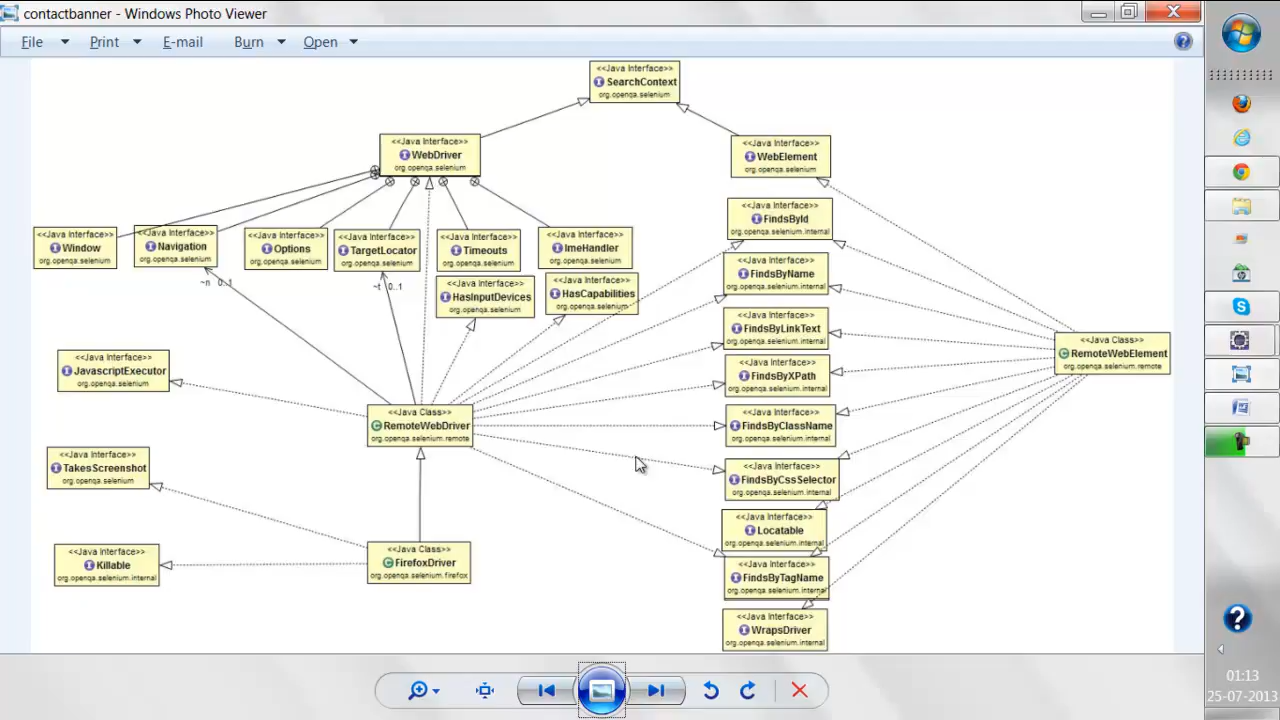 contactbanner - Windows Photo Viewer
File Print E-mail Burn Open
<<Java Interface>>
SearchContext
org.openqa.selenium
<<Java Interface>>
WebDriver
org.openqa.selenium
<<Java Interface>>
WebElement
org.openqa.selenium
<<Java Interface>>
Window
org.openqa.selenium
<<Java Interface>>
Navigation
org.openqa.selenium
<<Java Interface>>
Options
org.openqa.selenium
<<Java Interface>>
TargetLocator
org.openqa.selenium
<<Java Interface>>
Timeouts
org.openqa.selenium
<<Java Interface>>
ImeHandler
org.openqa.selenium
<<Java Interface>>
FindsById
org.openqa.selenium.internal
~n 0..1
~t 0..1
<<Java Interface>>
HasInputDevices
org.openqa.selenium
<<Java Interface>>
HasCapabilities
org.openqa.selenium
<<Java Interface>>
FindsByName
org.openqa.selenium.internal
<<Java Interface>>
FindsByLinkText
org.openqa.selenium.internal
<<Java Interface>>
JavascriptExecutor
org.openqa.selenium
<<Java Interface>>
FindsByXPath
org.openqa.selenium.internal
<<Java Class>>
RemoteWebElement
org.openqa.selenium.remote
<<Java Class>>
RemoteWebDriver
org.openqa.selenium.remote
<<Java Interface>>
FindsByClassName
org.openqa.selenium.internal
<<Java Interface>>
TakesScreenshot
org.openqa.selenium
<<Java Interface>>
FindsByCssSelector
org.openqa.selenium.internal
<<Java Interface>>
Locatable
org.openqa.selenium.internal
<<Java Interface>>
Killable
org.openqa.selenium.internal
<<Java Class>>
FirefoxDriver
org.openqa.selenium.firefox
<<Java Interface>>
FindsByTagName
org.openqa.selenium.internal
<<Java Interface>>
WrapsDriver
org.openqa.selenium.internal
01:13
25-07-2013